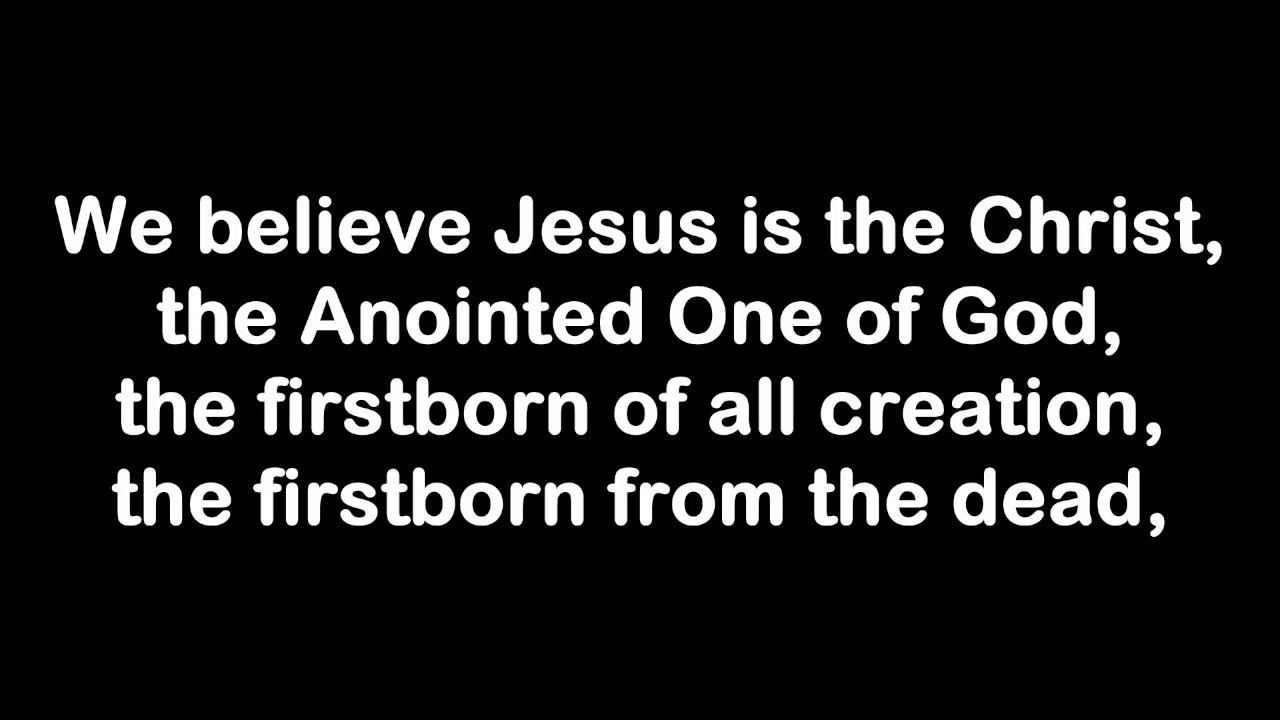 We believe Jesus is the Christ,
the Anointed One of God,
the firstborn of all creation,
the firstborn from the dead,